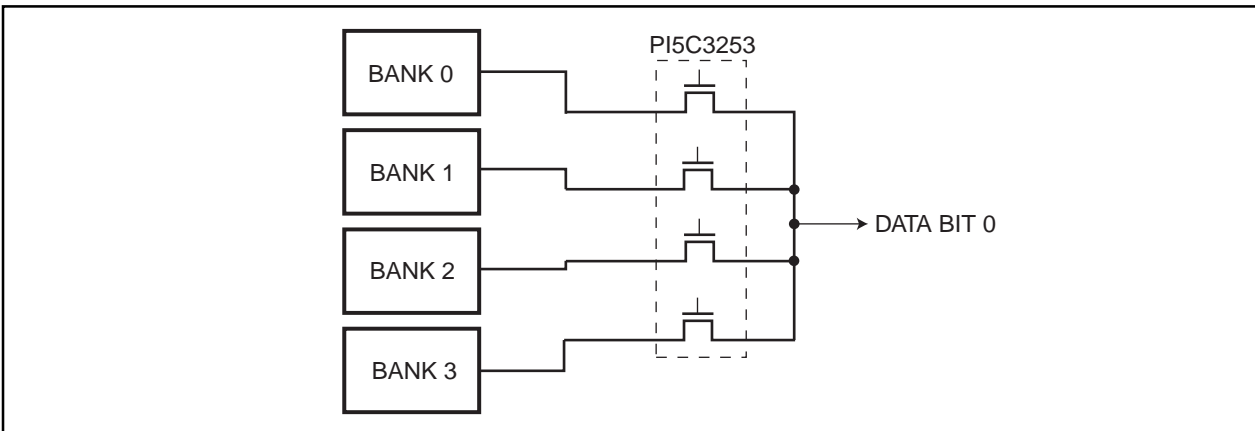 PI5C3253
BANK 0
BANK 1
BANK 2
BANK 3
DATA BIT 0